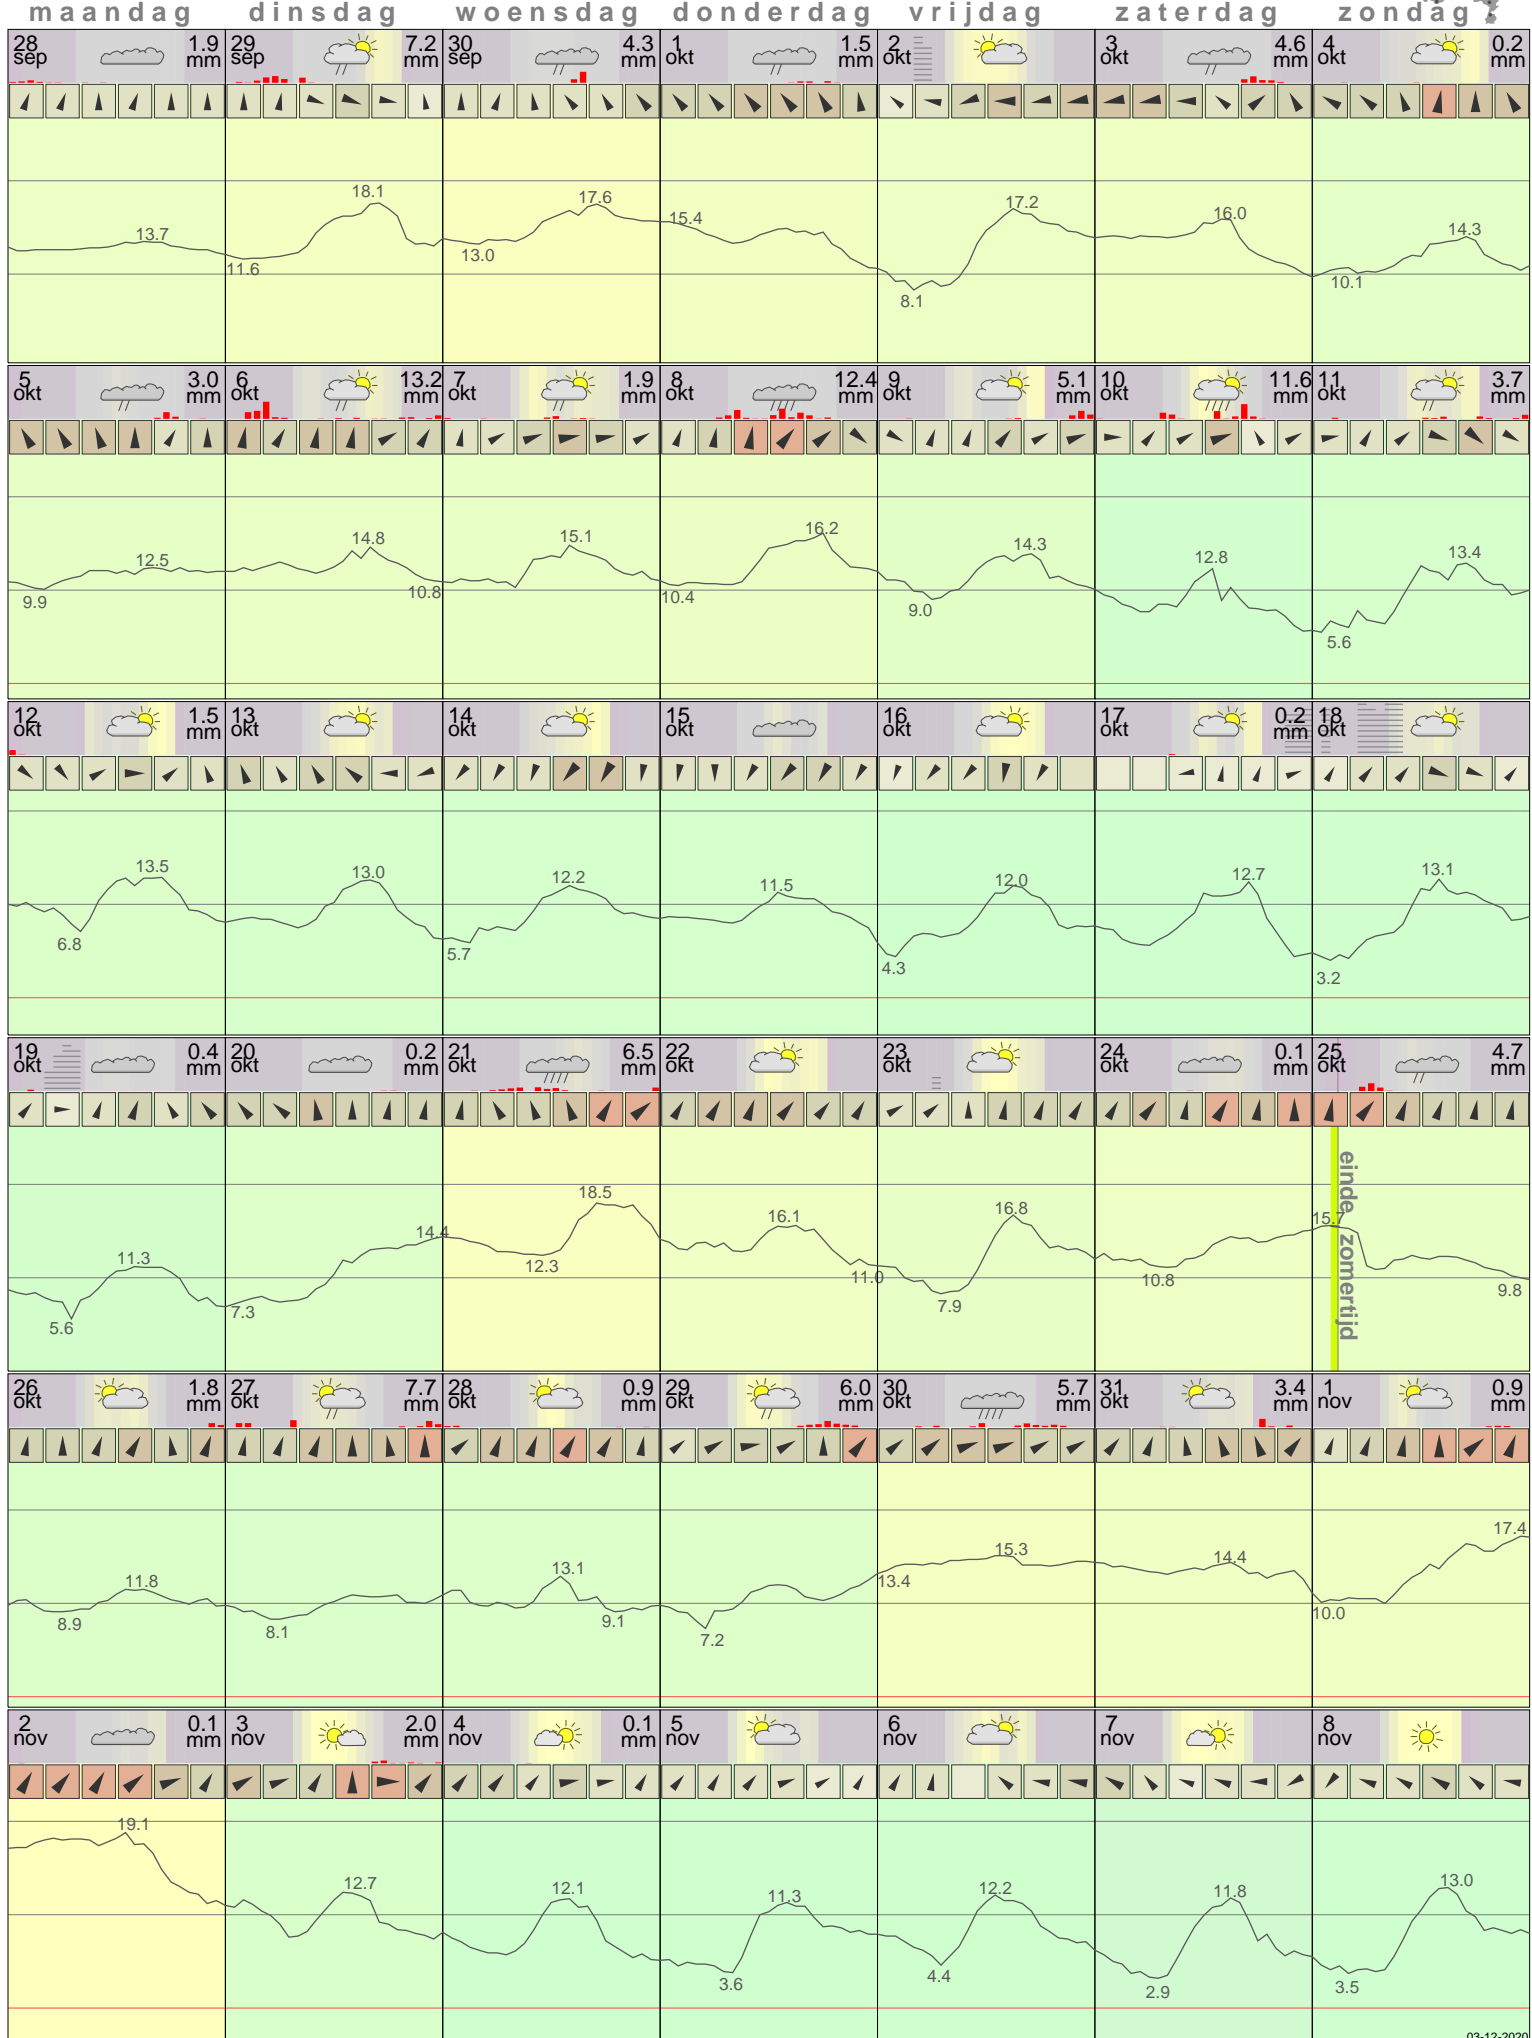 maandag dinsdag woensdag donderdag vrijdag zaterdag zondag
28 sep 1.9 mm 29 sep 7.2 mm 30 sep 4.3 mm 1 okt 1.5 mm 2 okt 3 okt 4.6 mm 4 okt 0.2 mm
13.7 11.6 18.1 13.0 17.6 15.4 8.1 17.2 16.0 10.1 14.3
5 okt 3.0 mm 6 okt 13.2 mm 7 okt 1.9 mm 8 okt 12.4 mm 9 okt 5.1 mm 10 okt 11.6 mm 11 okt 3.7 mm
9.9 12.5 14.8 10.8 15.1 10.4 16.2 9.0 14.3 12.8 5.6 13.4
12 okt 1.5 mm 13 okt 14 okt 15 okt 16 okt 17 okt 0.2 mm 18 okt
6.8 13.5 13.0 5.7 12.2 11.5 4.3 12.0 12.7 3.2 13.1
19 okt 0.4 mm 20 okt 0.2 mm 21 okt 6.5 mm 22 okt 23 okt 24 okt 0.1 mm 25 okt 4.7 mm
5.6 11.3 7.3 14.4 12.3 18.5 16.1 11.0 7.9 16.8 10.8 15.7 9.8
einde zomertijd
26 okt 1.8 mm 27 okt 7.7 mm 28 okt 0.9 mm 29 okt 6.0 mm 30 okt 5.7 mm 31 okt 3.4 mm 1 nov 0.9 mm
8.9 11.8 8.1 13.1 9.1 7.2 13.4 15.3 14.4 10.0 17.4
2 nov 0.1 mm 3 nov 2.0 mm 4 nov 0.1 mm 5 nov 6 nov 7 nov 8 nov
19.1 12.7 12.1 3.6 11.3 4.4 12.2 2.9 11.8 3.5 13.0
03-12-2020